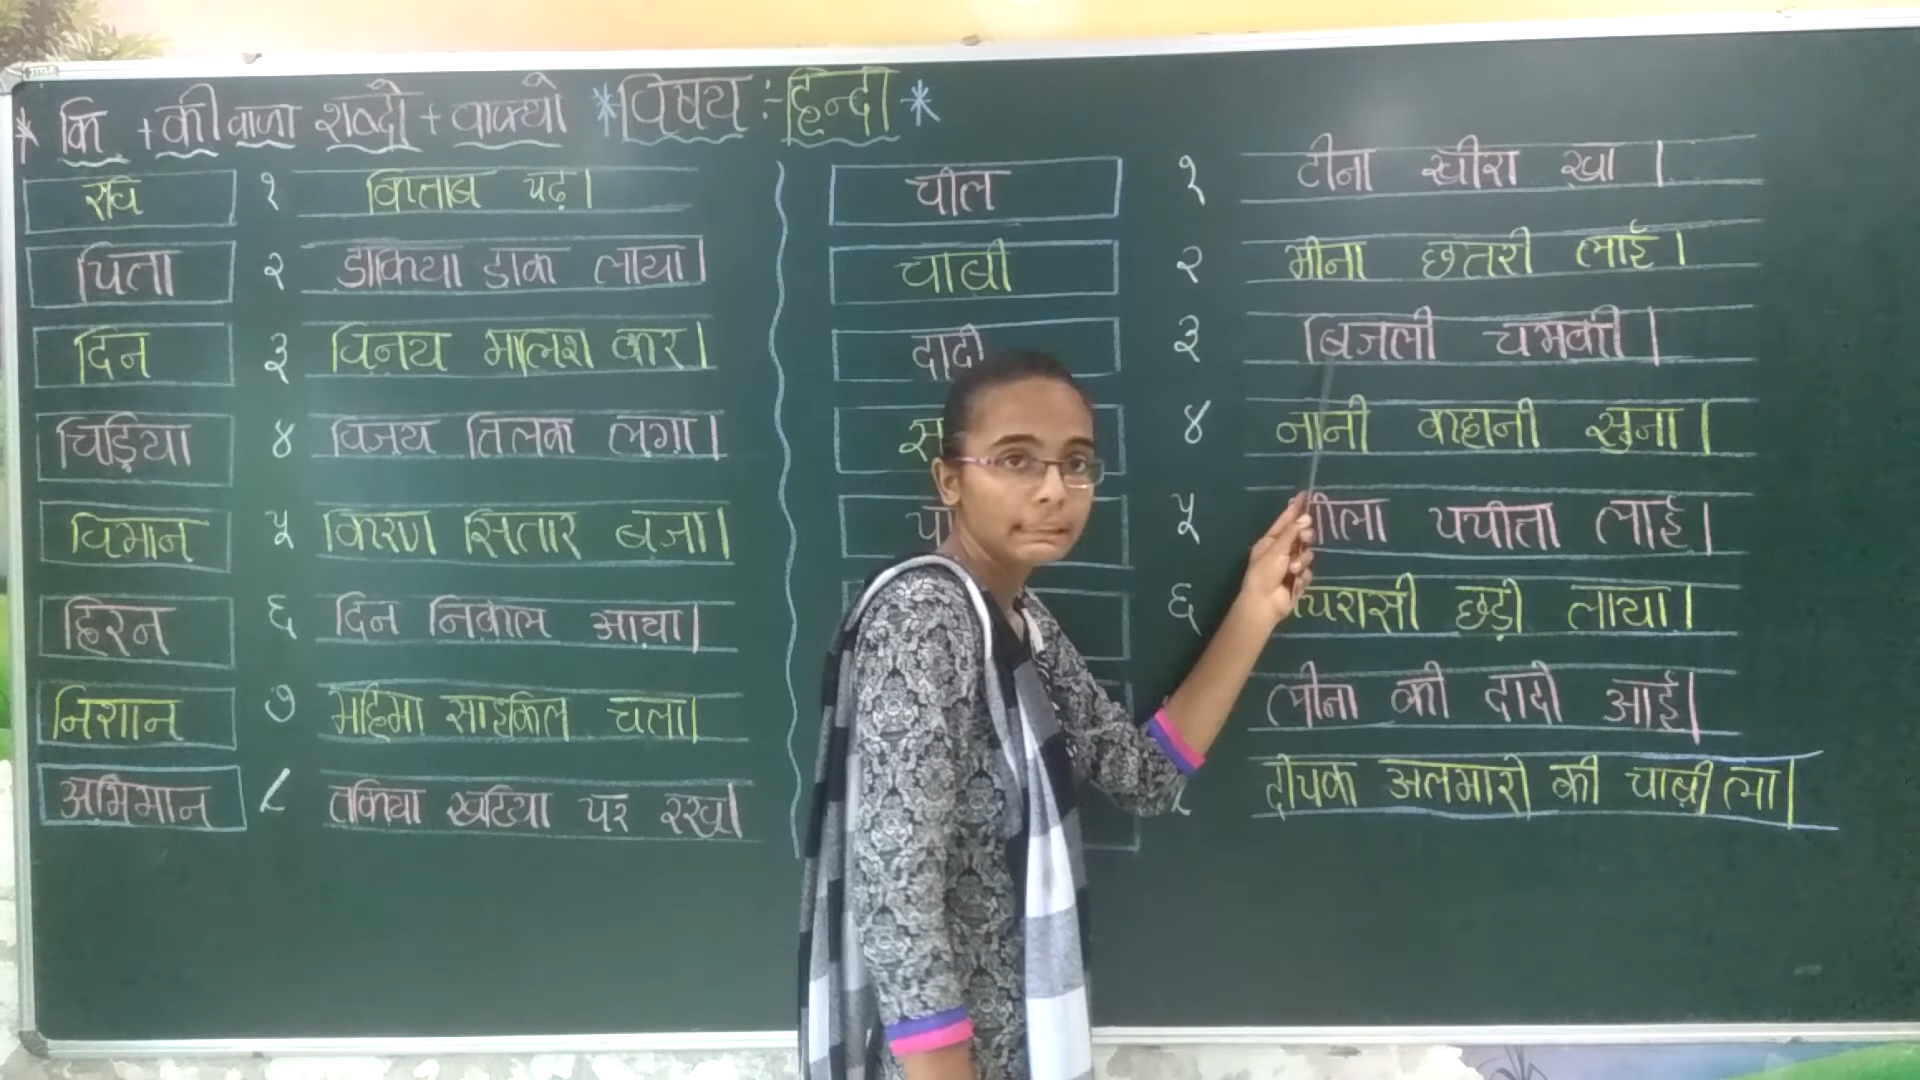 * कि + की वाला शब्दो + वाक्यो * विषय :- हिन्दी *
रवि
पिता
दिन
चिड़िया
विमान
हिरन
निशान
अभिमान
१ किताब पढ़।
२ डाकिया डाक लाया।
३ विनय मालिश कर।
४ विजय तिलक लगा।
५ किरण सितार बजा।
६ दिन निकाल आया।
७ महिमा साइकिल चला।
८ तकिया खटिया पर रख।
चील
चाबी
दादी
१ टीना खीरा खा।
२ मीना छतरी लाई।
३ बिजली चमकी।
४ नानी कहानी सुना।
५ पपीता लाई।
६ चपरासी छड़ी लाया।
लीना की दादी आई।
दीपक अलमारी की चाबी ला।